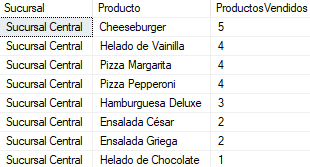 Sucursal Producto ProductosVendidos
Sucursal Central Cheeseburger 5
Sucursal Central Helado de Vainilla 4
Sucursal Central Pizza Margarita 4
Sucursal Central Pizza Pepperoni 4
Sucursal Central Hamburguesa Deluxe 3
Sucursal Central Ensalada César 2
Sucursal Central Ensalada Griega 2
Sucursal Central Helado de Chocolate 1